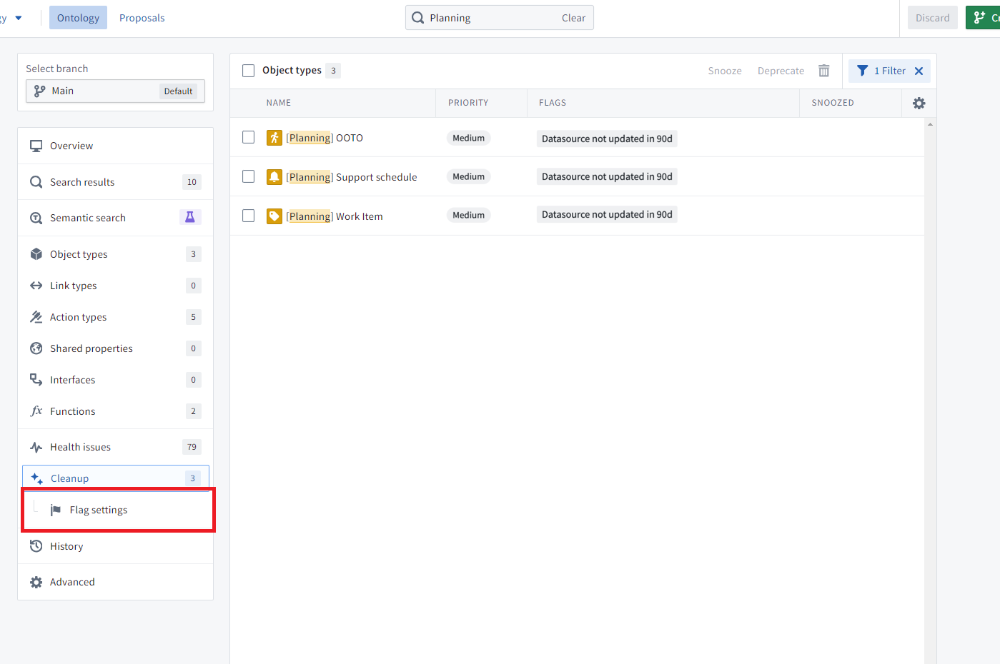 gy
Ontology
Proposals
Planning
Clear
Discard
Cr
Select branch
Main
Default
Overview
Search results
10
Semantic search
Object types
3
Link types
0
Action types
5
Shared properties
0
Interfaces
0
Functions
2
Health issues
79
Cleanup
3
Flag settings
History
Advanced
Object types
3
Snooze
Deprecate
1 Filter
NAME
PRIORITY
FLAGS
SNOOZED
[Planning] OOTO
Medium
Datasource not updated in 90d
[Planning] Support schedule
Medium
Datasource not updated in 90d
[Planning] Work Item
Medium
Datasource not updated in 90d